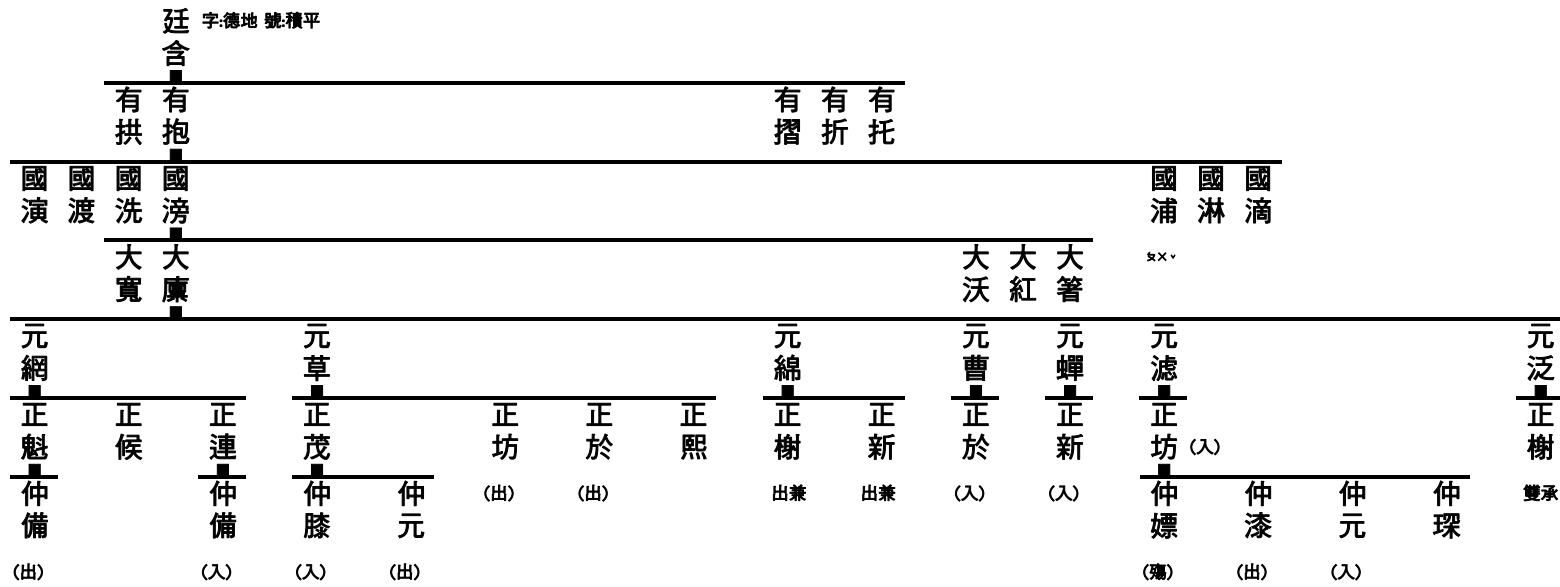 廷含 字:德地 號:積平
有拱 有抱 有摺 有折 有托
國演 國渡 國洗 國滂 國浦 國淋 國滴
大寬 大廩 大沃 大紅 大箸 ㄆㄨˇ
元網 元草 元綿 元曹 元蟬 元滤 元泛
正魁 正候 正連 正茂 正坊 正於 正熙 正榭 正新 正於 正新 正坊 (入) 正榭
(出) (出) 出兼 出兼 (入) (入) 雙承
仲備 仲備 仲膝 仲元 仲嫖 仲漆 仲元 仲琛
(出) (入) (入) (出) (殤) (出) (入)